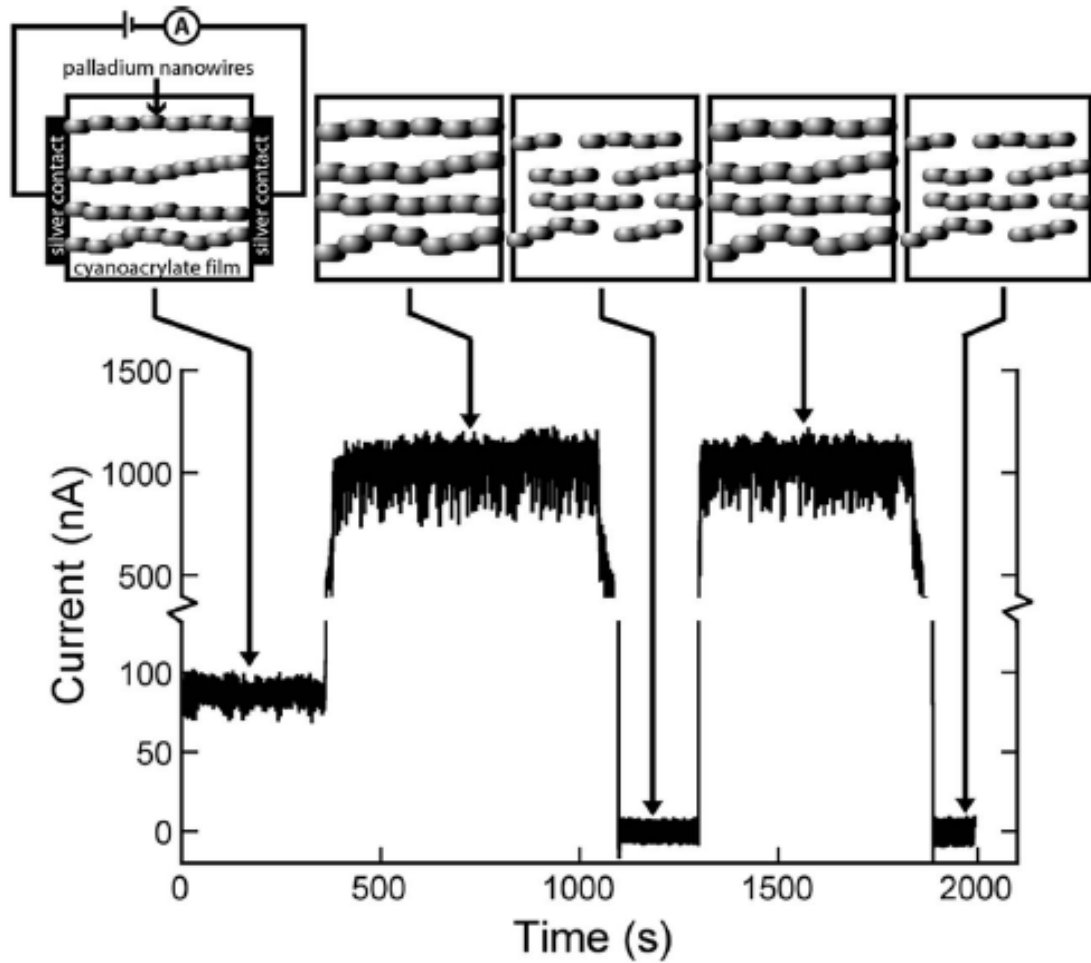 A
palladium nanowires
silver contact
silver contact
cyanoacrylate film
1500
1000
500
100
50
0
Current (nA)
0
500
1000
1500
2000
Time (s)